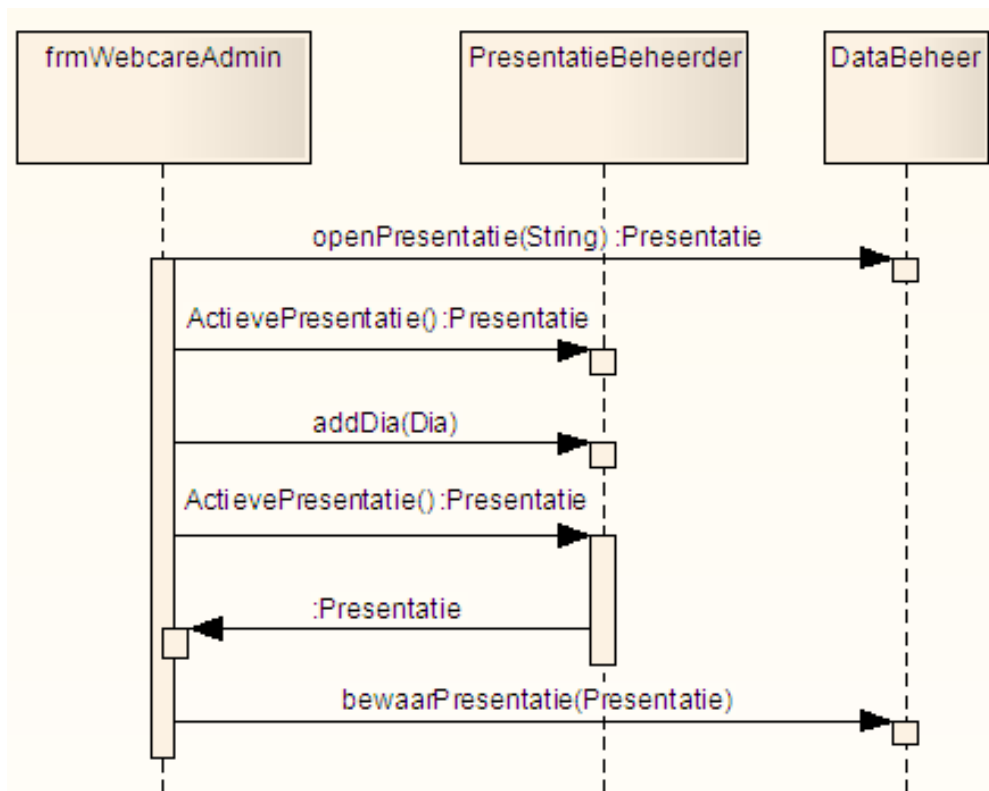 frmWebcareAdmin
PresentatieBeheerder
DataBeheer
openPresentatie(String) :Presentatie
ActievePresentatie() :Presentatie
addDia(Dia)
ActievePresentatie() :Presentatie
:Presentatie
bewaarPresentatie(Presentatie)